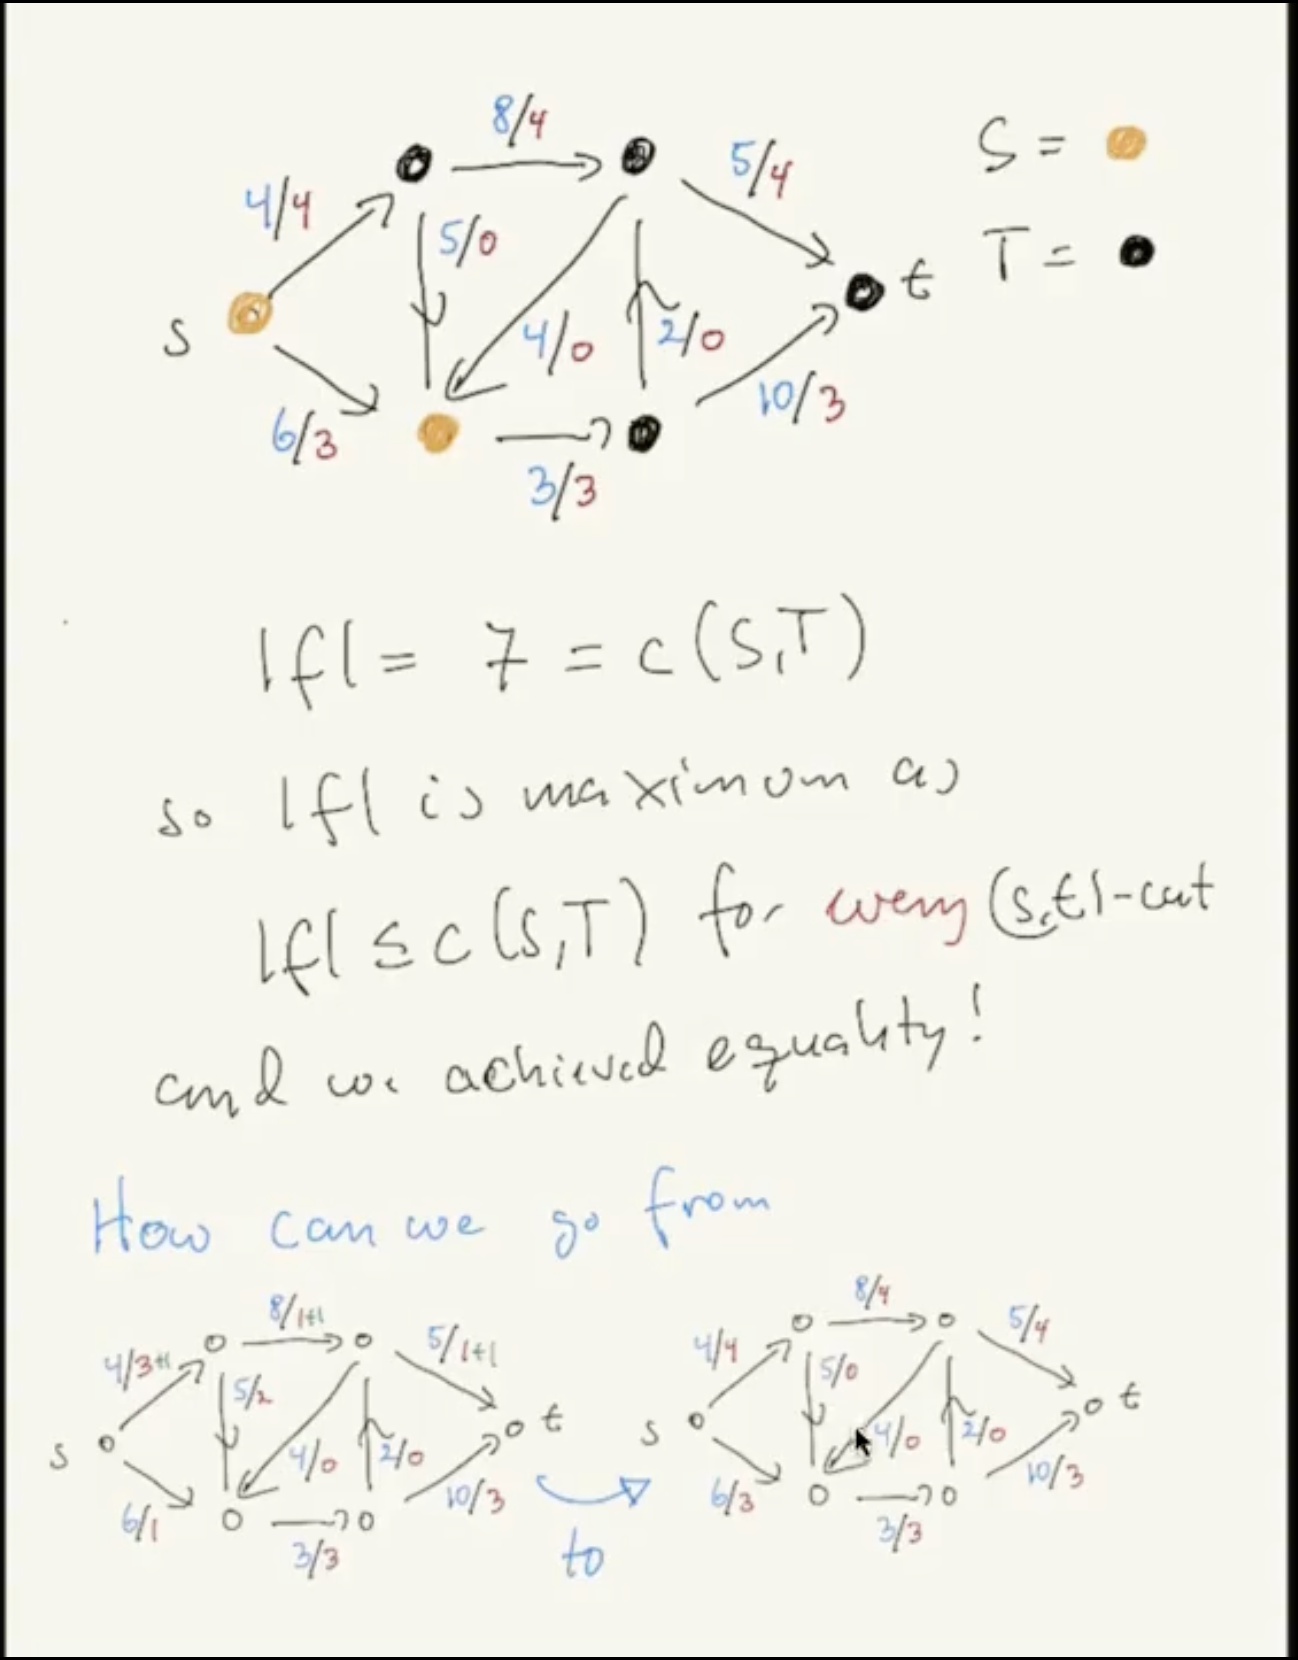 8/4
S =
4/4
5/4
5/0
T =
t
s
4/0
2/0
10/3
6/3
3/3
|f| = 7 = c(S,T)
so |f| is maximum as
|f| ≤ c(S,T) for every (s,t)-cut
and we achieved equality!
How can we go from
8/1+1
4/3+1
5/1+1
5/2
t
s
4/0
2/0
6/1
10/3
3/3
to
8/4
4/4
5/4
5/0
t
s
4/0
2/0
6/3
10/3
3/3